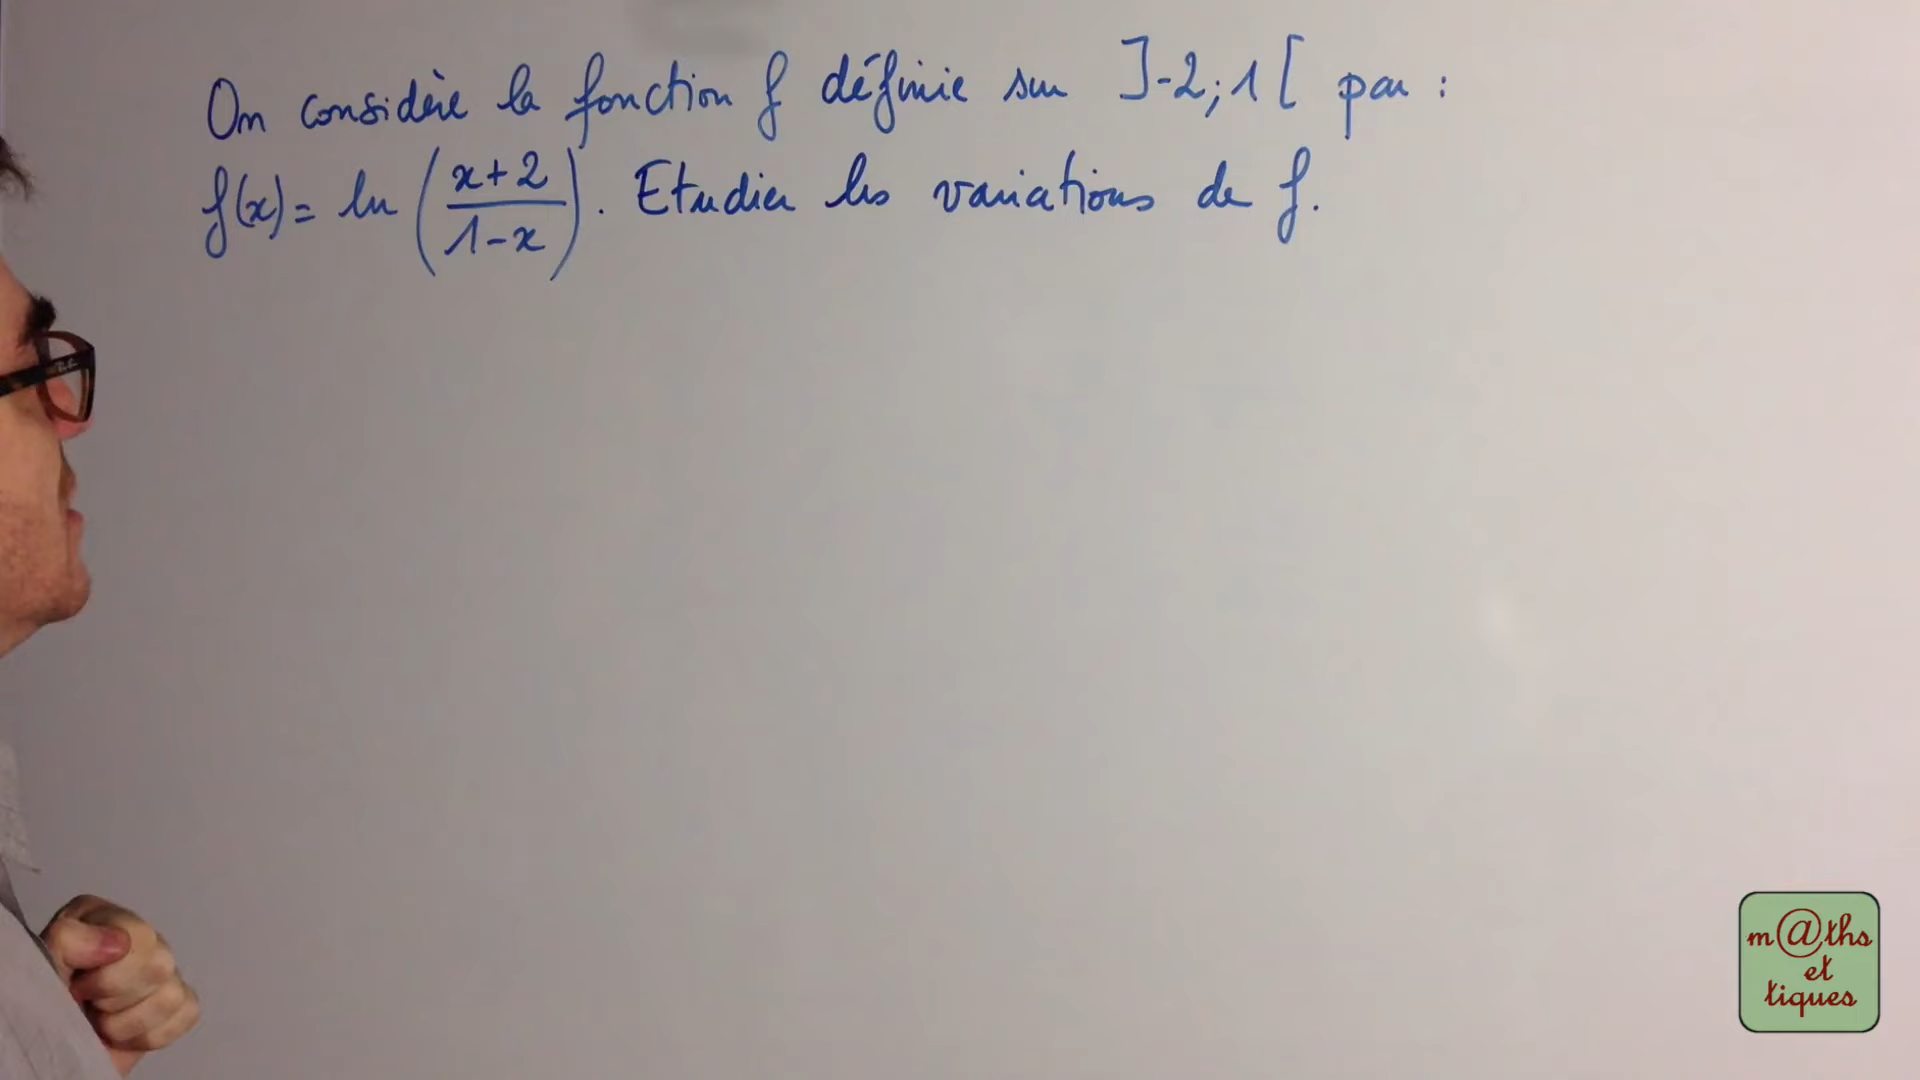 On considère la fonction f définie sur ]-2;1[ par :
f(x) = ln ( (x+2)/(1-x) ). Etudier les variations de f.
m@ths
et
tiques